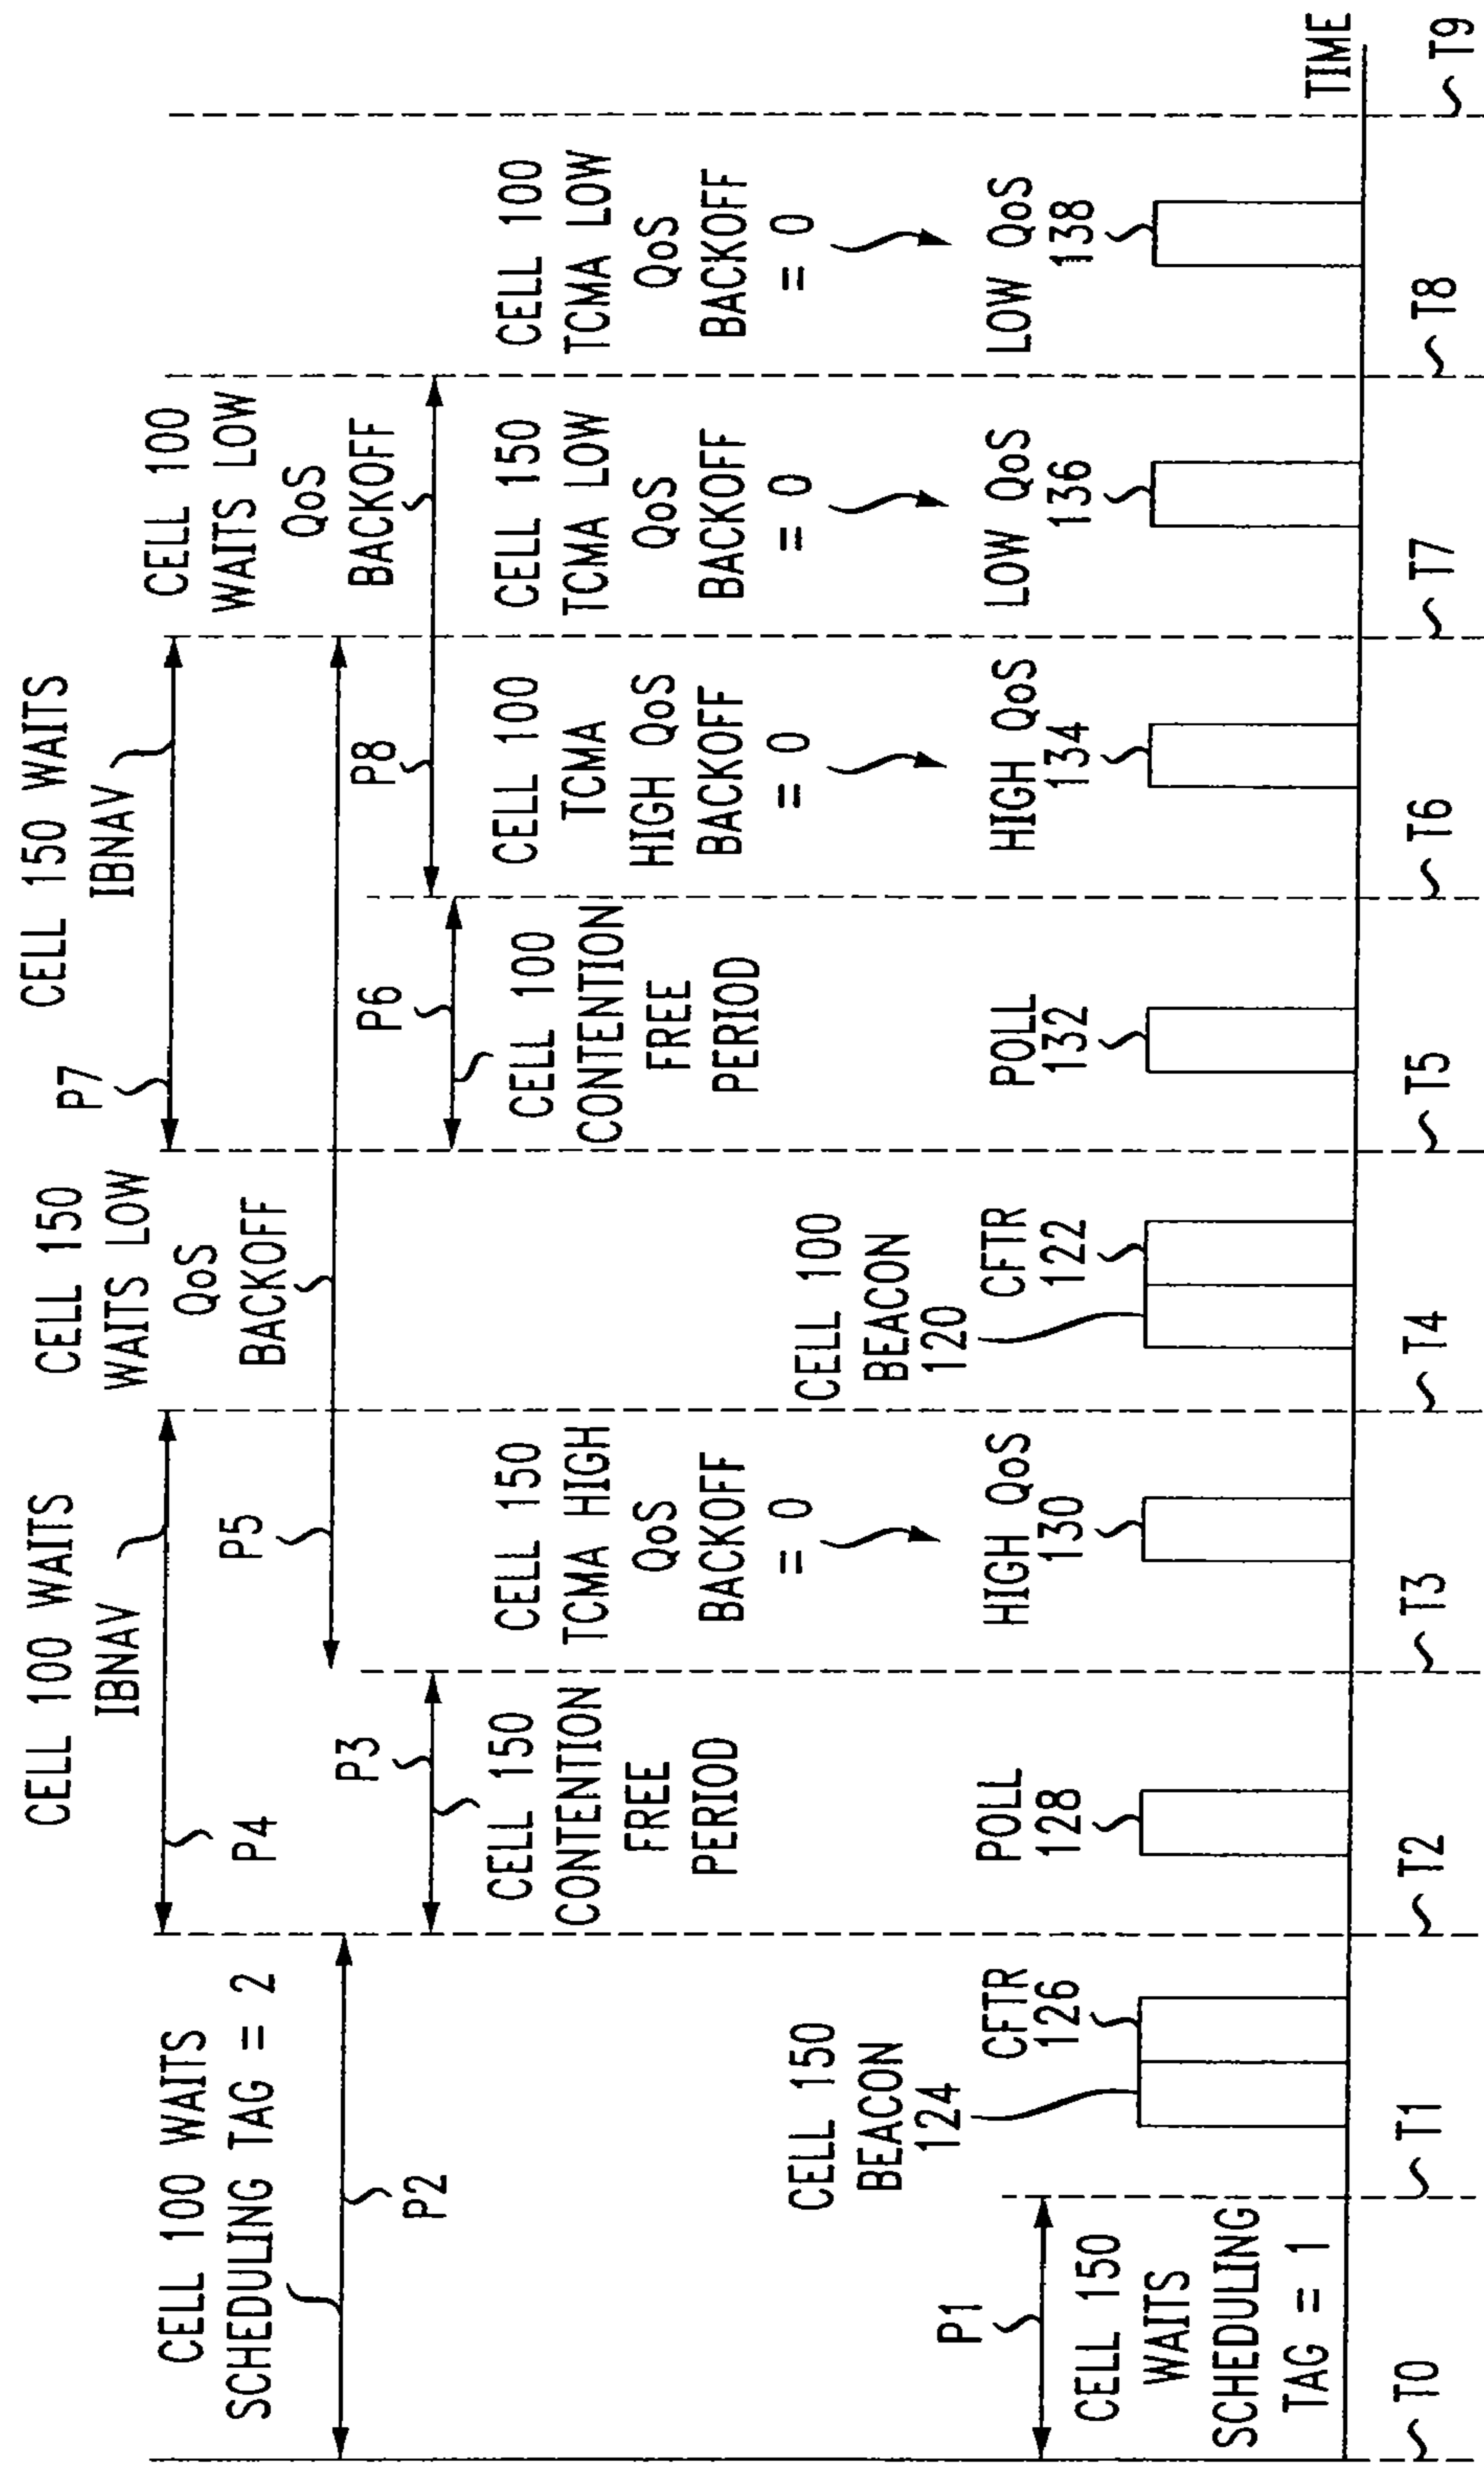 CELL 100 WAITS
SCHEDULING TAG = 2
P2
P1
CELL 150
WAITS
SCHEDULING
TAG = 1
CELL 150
BEACON
124
CFTR
126
CELL 100 WAITS
IBNAV
P4
P3
CELL 150
CONTENTION
FREE
PERIOD
POLL
128
P5
CELL 150
TCMA HIGH
QoS
BACKOFF
= 0
HIGH QoS
130
CELL 150
WAITS LOW
QoS
BACKOFF
CELL 100
BEACON
120
CFTR
122
CELL 150 WAITS
IBNAV
P7
P6
CELL 100
CONTENTION
FREE
PERIOD
POLL
132
P8
CELL 100
TCMA
HIGH QoS
BACKOFF
= 0
HIGH QoS
134
CELL 100
WAITS LOW
QoS
BACKOFF
CELL 150
TCMA LOW
QoS
BACKOFF
= 0
LOW QoS
136
CELL 100
TCMA LOW
QoS
BACKOFF
= 0
LOW QoS
138
TIME
T0
T1
T2
T3
T4
T5
T6
T7
T8
T9